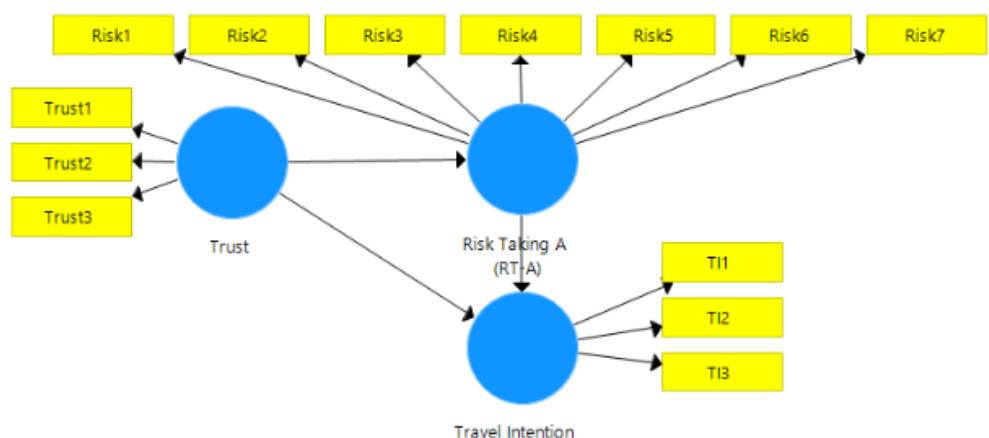 Risk1
Risk2
Risk3
Risk4
Risk5
Risk6
Risk7
Trust1
Trust2
Trust3
Trust
Risk Taking A
(RT-A)
TI1
TI2
TI3
Travel Intention